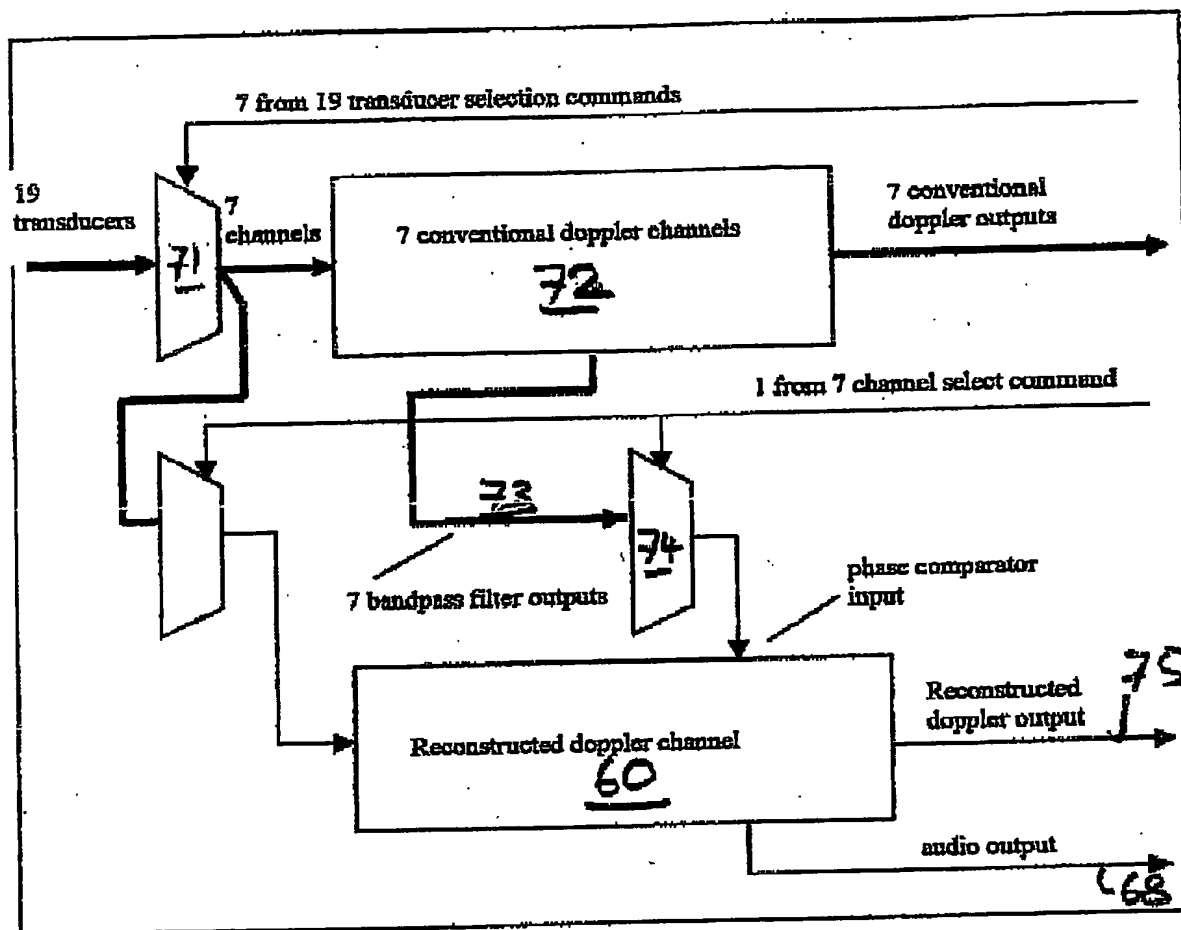 7 from 19 transducer selection commands
19
transducers
7
channels
71
7 conventional doppler channels
72
7 conventional
doppler outputs
1 from 7 channel select command
73
7 bandpass filter outputs
74
phase comparator
input
Reconstructed doppler channel
60
Reconstructed
doppler output
75
audio output
68